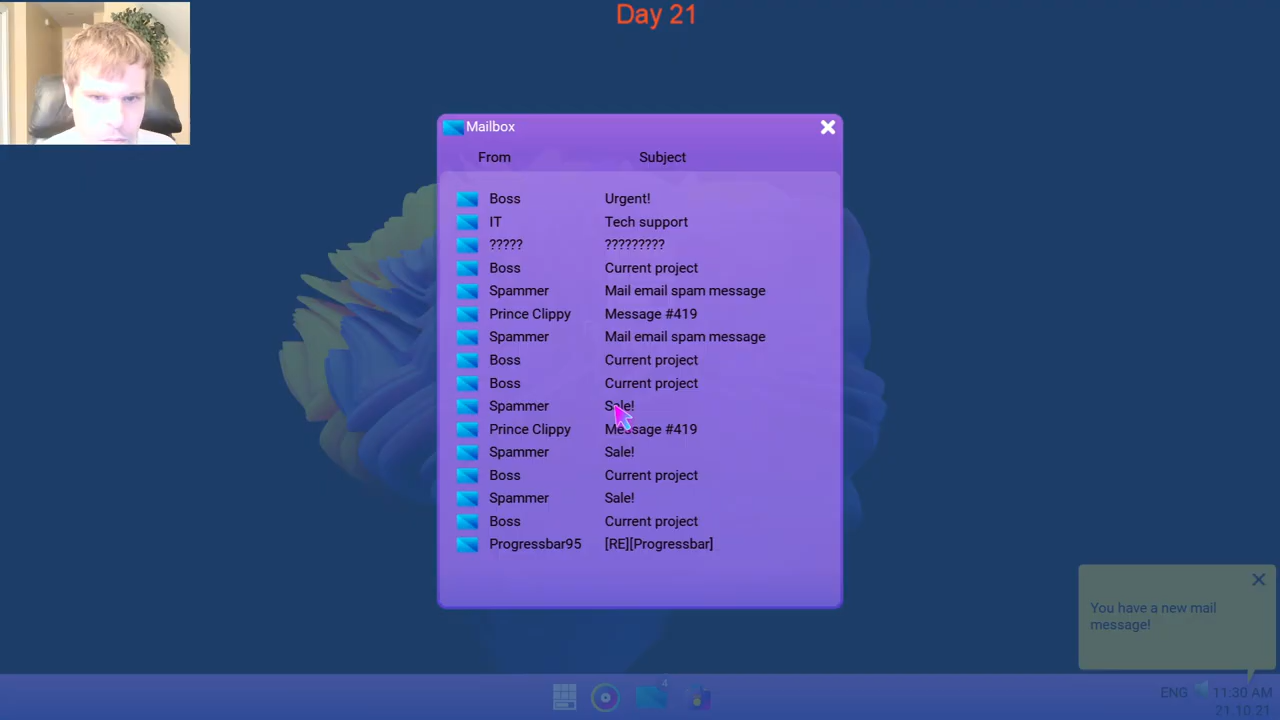 Day 21
Mailbox
From Subject
Boss Urgent!
IT Tech support
????? ?????????
Boss Current project
Spammer Mail email spam message
Prince Clippy Message #419
Spammer Mail email spam message
Boss Current project
Boss Current project
Spammer Sale!
Prince Clippy Message #419
Spammer Sale!
Boss Current project
Spammer Sale!
Boss Current project
Progressbar95 [RE][Progressbar]
You have a new mail
message!
4
ENG 11:30 AM
21.10.21